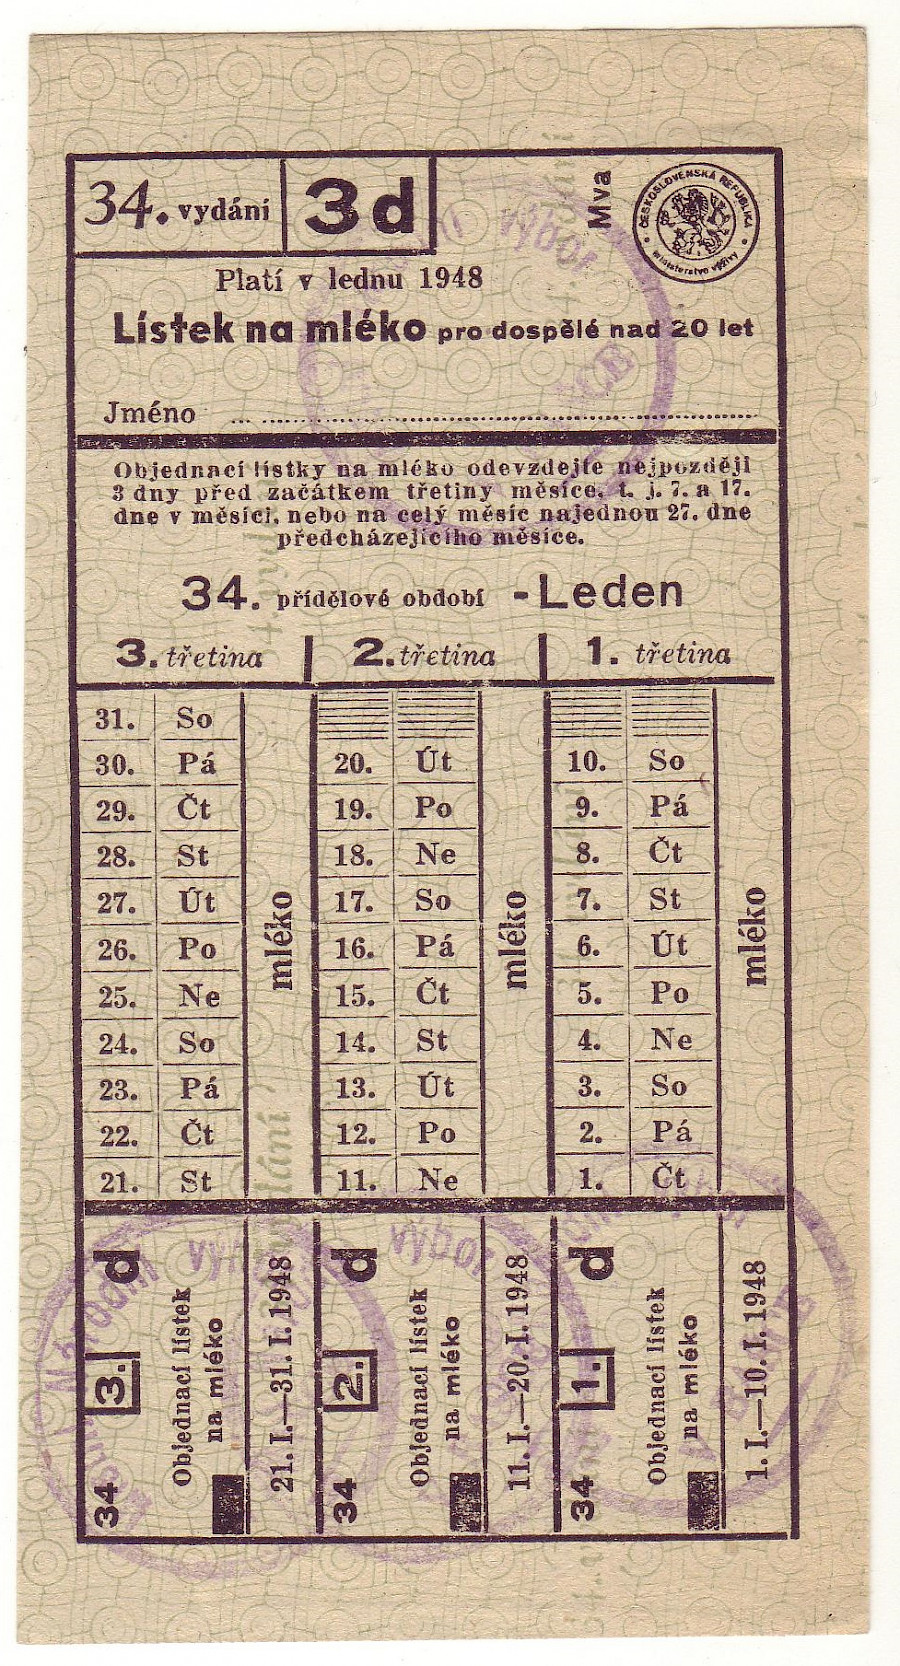 34. vydání
3d
Mva
ČESKOSLOVENSKÁ REPUBLIKA
ministerstvo výživy
Platí v lednu 1948
Lístek na mléko pro dospělé nad 20 let
Jméno
Objednací lístky na mléko odevzdejte nejpozději
3 dny před začátkem třetiny měsíce, t. j. 7. a 17.
dne v měsíci, nebo na celý měsíc najednou 27. dne
předcházejícího měsíce.
34. přídělové období - Leden
3. třetina 2. třetina 1. třetina
31. So
30. Pá 20. Út 10. So
29. Čt 19. Po 9. Pá
28. St 18. Ne 8. Čt
27. Út 17. So 7. St
26. Po 16. Pá 6. Út
25. Ne 15. Čt 5. Po
24. So 14. St 4. Ne
23. Pá 13. Út 3. So
22. Čt 12. Po 2. Pá
21. St 11. Ne 1. Čt
mléko
mléko
mléko
34 3. d
Objednací lístek
na mléko
21. I.—31. I. 1948
34 2. d
Objednací lístek
na mléko
11. I.—20. I. 1948
34 1. d
Objednací lístek
na mléko
1. I.—10. I. 1948
výbor
Národní výbor
výbor